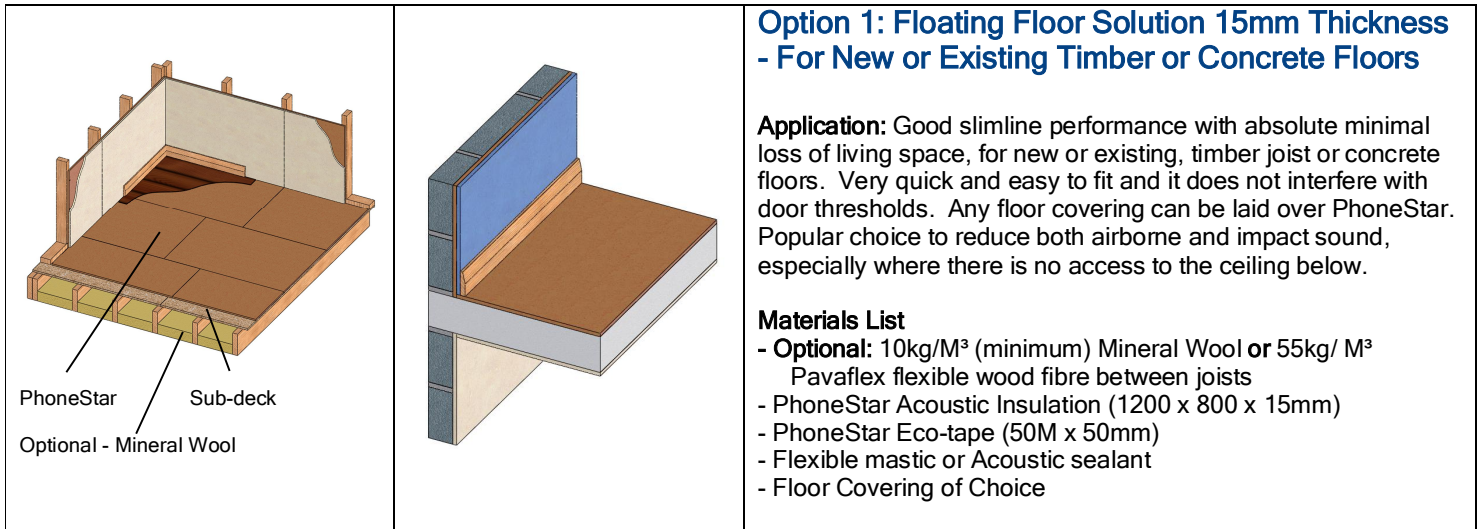 PhoneStar Sub-deck
Optional - Mineral Wool
Option 1: Floating Floor Solution 15mm Thickness
- For New or Existing Timber or Concrete Floors
Application: Good slimline performance with absolute minimal
loss of living space, for new or existing, timber joist or concrete
floors. Very quick and easy to fit and it does not interfere with
door thresholds. Any floor covering can be laid over PhoneStar.
Popular choice to reduce both airborne and impact sound,
especially where there is no access to the ceiling below.
Materials List
- Optional: 10kg/M³ (minimum) Mineral Wool or 55kg/ M³
Pavaflex flexible wood fibre between joists
- PhoneStar Acoustic Insulation (1200 x 800 x 15mm)
- PhoneStar Eco-tape (50M x 50mm)
- Flexible mastic or Acoustic sealant
- Floor Covering of Choice